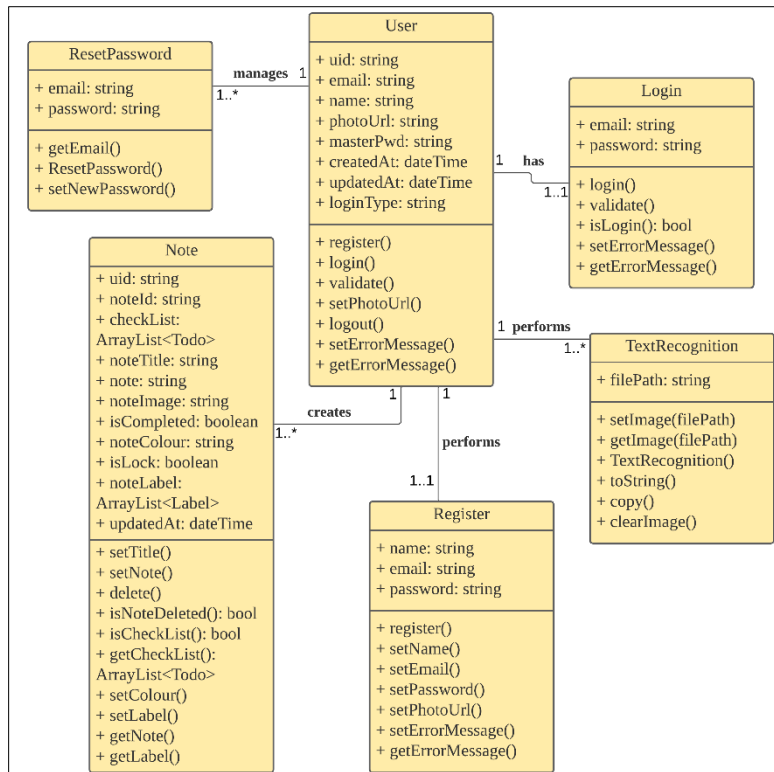 ResetPassword
+ email: string
+ password: string
+ getEmail()
+ ResetPassword()
+ setNewPassword()
manages
1
1..*
User
+ uid: string
+ email: string
+ name: string
+ photoUrl: string
+ masterPwd: string
+ createdAt: dateTime
+ updatedAt: dateTime
+ loginType: string
+ register()
+ login()
+ validate()
+ setPhotoUrl()
+ logout()
+ setErrorMessage()
+ getErrorMessage()
1
has
1..1
Login
+ email: string
+ password: string
+ login()
+ validate()
+ isLogin(): bool
+ setErrorMessage()
+ getErrorMessage()
Note
+ uid: string
+ noteId: string
+ checkList:
ArrayList<Todo>
+ noteTitle: string
+ note: string
+ noteImage: string
+ isCompleted: boolean
+ noteColour: string
+ isLock: boolean
+ noteLabel:
ArrayList<Label>
+ updatedAt: dateTime
+ setTitle()
+ setNote()
+ delete()
+ isNoteDeleted(): bool
+ isCheckList(): bool
+ getCheckList():
ArrayList<Todo>
+ setColour()
+ setLabel()
+ getNote()
+ getLabel()
1
creates
1..*
1
performs
1..1
1
performs
1..*
TextRecognition
+ filePath: string
+ setImage(filePath)
+ getImage(filePath)
+ TextRecognition()
+ toString()
+ copy()
+ clearImage()
Register
+ name: string
+ email: string
+ password: string
+ register()
+ setName()
+ setEmail()
+ setPassword()
+ setPhotoUrl()
+ setErrorMessage()
+ getErrorMessage()